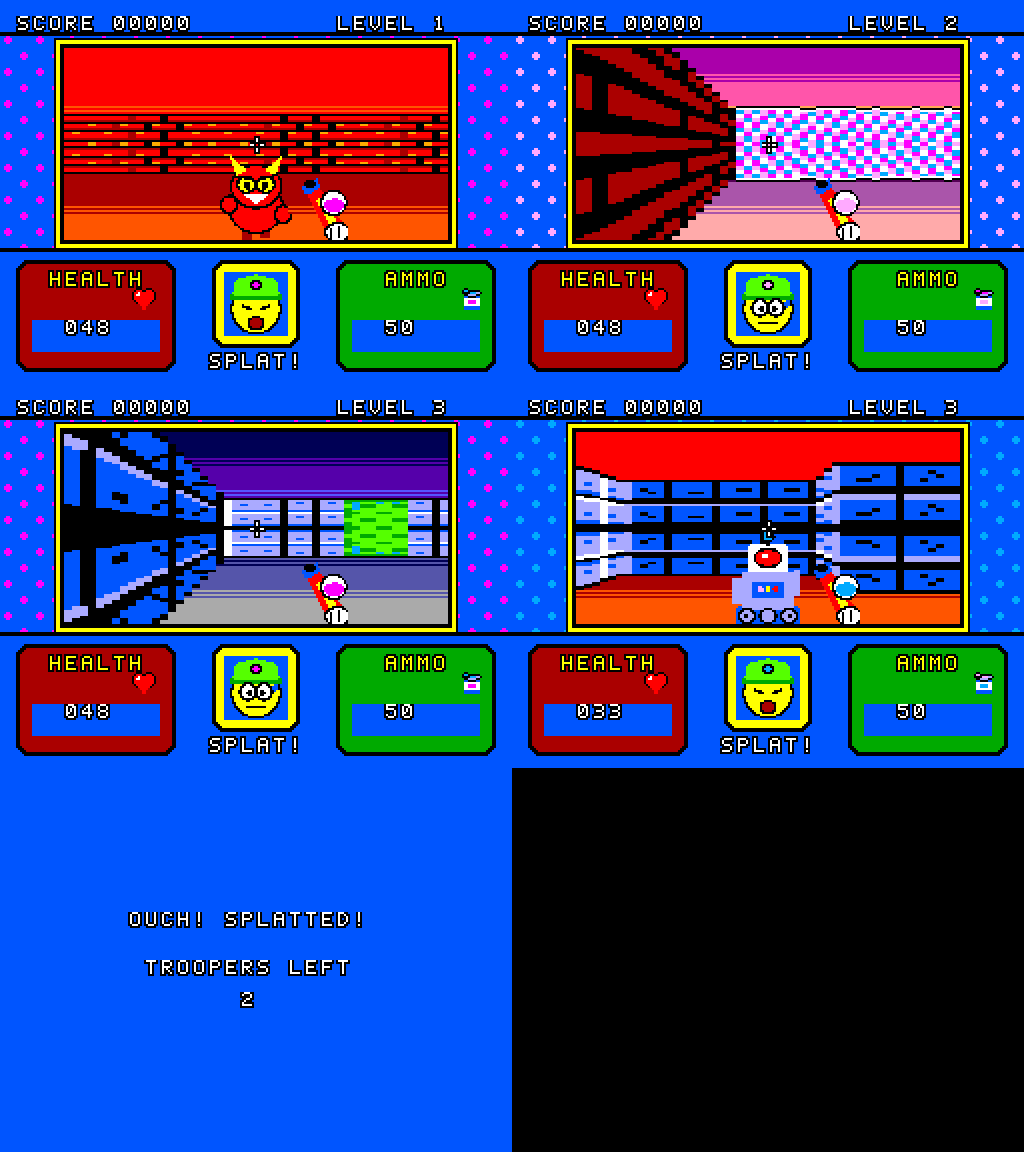 SCORE 00000 LEVEL 1
HEALTH AMMO
048 50
SPLAT!
SCORE 00000 LEVEL 2
HEALTH AMMO
048 50
SPLAT!
SCORE 00000 LEVEL 3
HEALTH AMMO
048 50
SPLAT!
SCORE 00000 LEVEL 3
HEALTH AMMO
033 50
SPLAT!
OUCH! SPLATTED!
TROOPERS LEFT
2